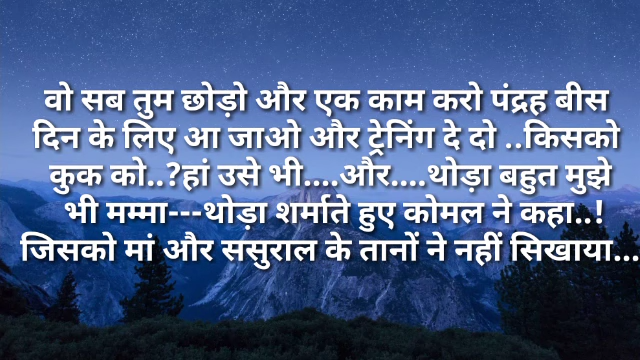 वो सब तुम छोड़ो और एक काम करो पंद्रह बीस
दिन के लिए आ जाओ और ट्रेनिंग दे दो ..किसको
कुक को..?हां उसे भी....और....थोड़ा बहुत मुझे
भी मम्मा---थोड़ा शर्माते हुए कोमल ने कहा..!
जिसको मां और ससुराल के तानों ने नहीं सिखाया...